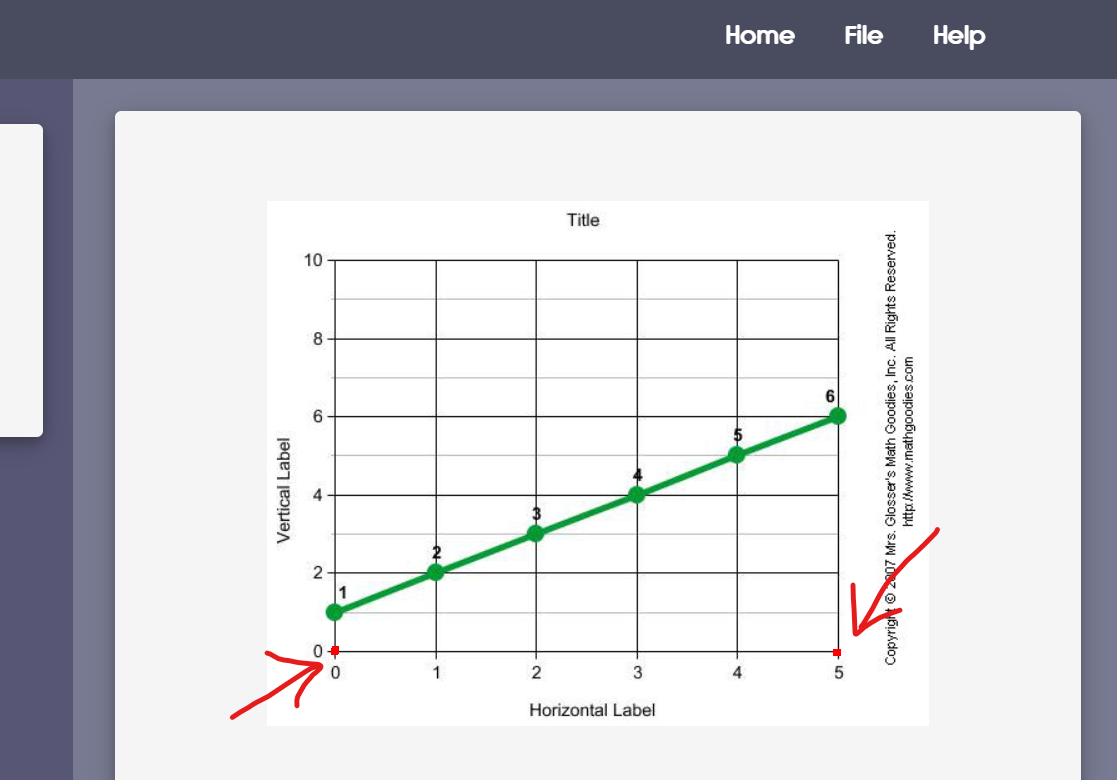 Home File Help
Title
10
8
6
4
2
0
Vertical Label
1
2
3
4
5
6
0 1 2 3 4 5
Horizontal Label
Copyright © 2007 Mrs. Glosser's Math Goodies, Inc. All Rights Reserved.
http://www.mathgoodies.com